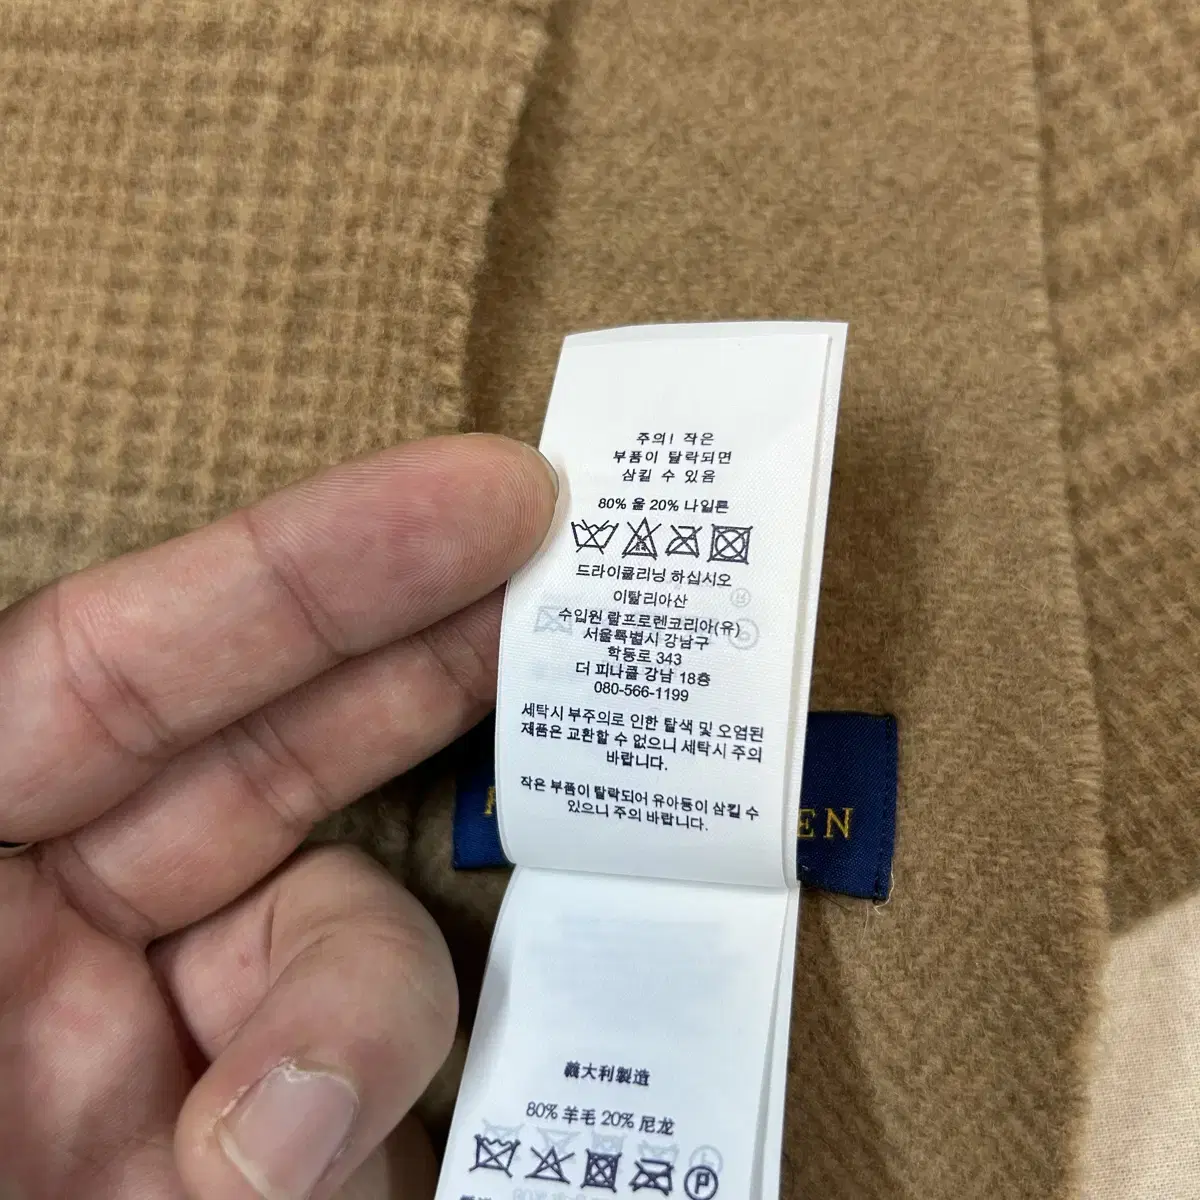 주의! 작은
부품이 탈락되면
삼킬 수 있음
80% 울 20% 나일론
드라이클리닝 하십시오
이탈리아산
수입원 랄프로렌코리아(유)
서울특별시 강남구
학동로 343
더 피나클 강남 18층
080-566-1199
세탁시 부주의로 인한 탈색 및 오염된
제품은 교환할 수 없으니 세탁시 주의
바랍니다.
작은 부품이 탈락되어 유아등이 삼킬 수
있으니 주의 바랍니다.
EN
義大利製造
80% 羊毛 20% 尼龙
P